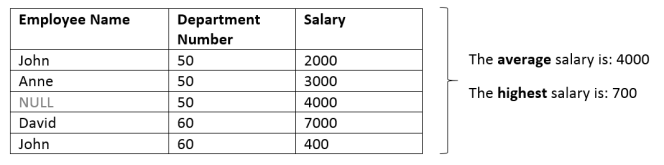 Employee Name Department Number Salary
John 50 2000
Anne 50 3000
NULL 50 4000
David 60 7000
John 60 400
The average salary is: 4000
The highest salary is: 700